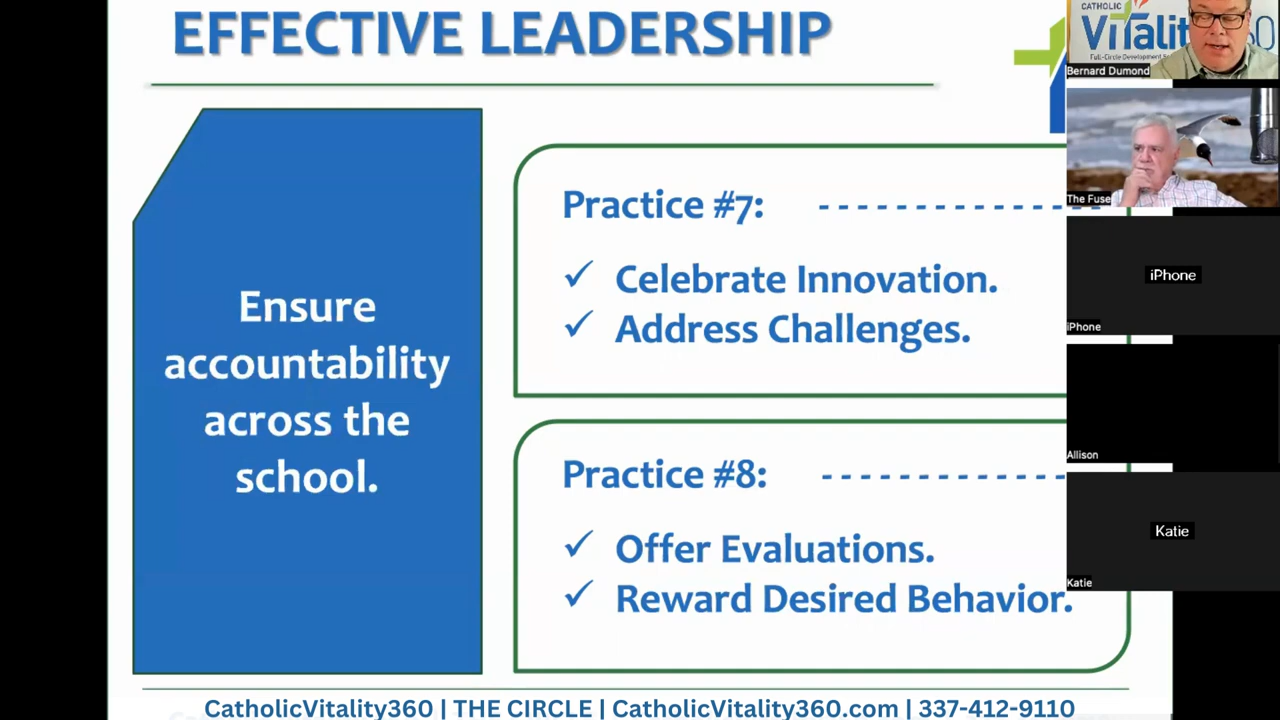 EFFECTIVE LEADERSHIP
Ensure
accountability
across the
school.
Practice #7:
✓ Celebrate Innovation.
✓ Address Challenges.
Practice #8:
✓ Offer Evaluations.
✓ Reward Desired Behavior.
CATHOLIC
Vitalit 360
Full-Circle Development
Bernard Dumond
The Fuse
iPhone
iPhone
Allison
Katie
Katie
CatholicVitality360 | THE CIRCLE | CatholicVitality360.com | 337-412-9110